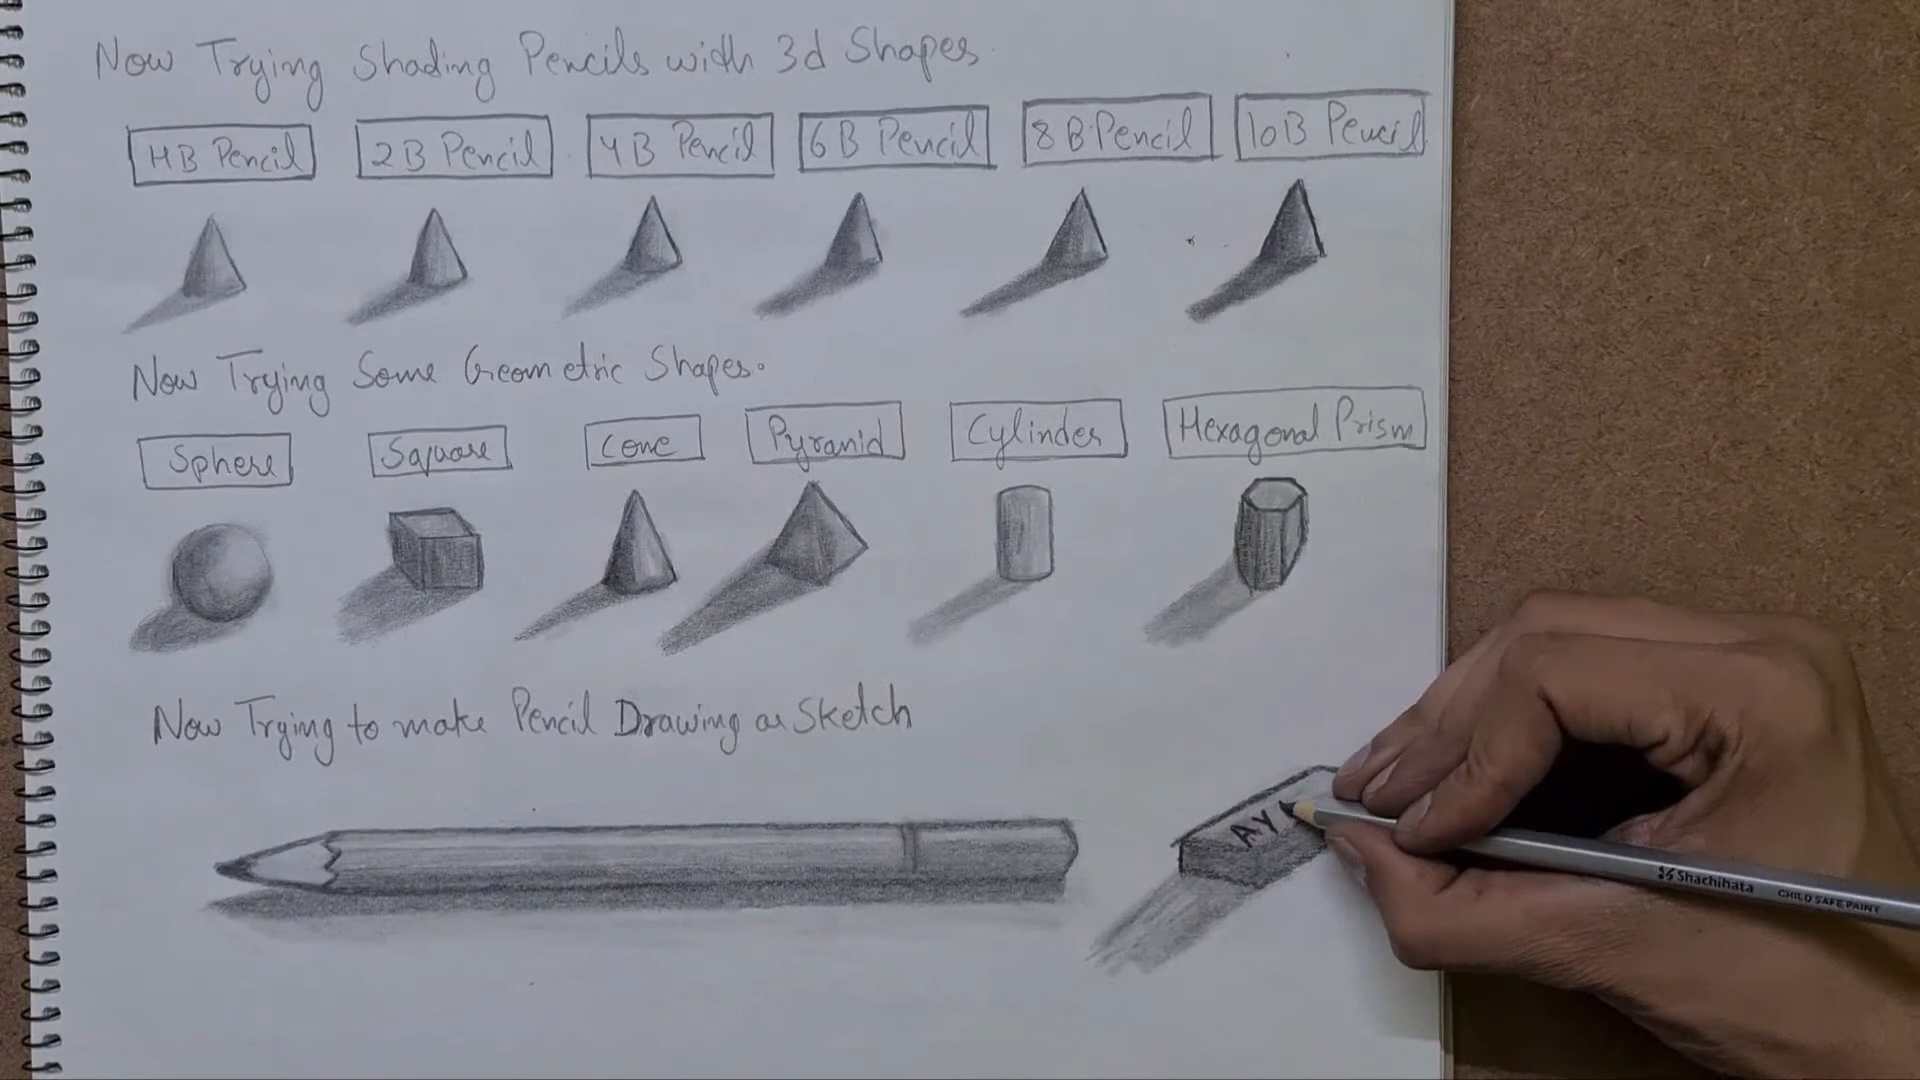 Now Trying Shading Pencils with 3d Shapes
HB Pencil 2B Pencil 4B Pencil 6B Pencil 8B Pencil 10B Pencil
Now Trying Some Geometric Shapes.
Sphere Square Cone Pyramid Cylinder Hexagonal Prism
Now Trying to make Pencil Drawing as Sketch
AY
Shachihata CHILD SAFE PAINT